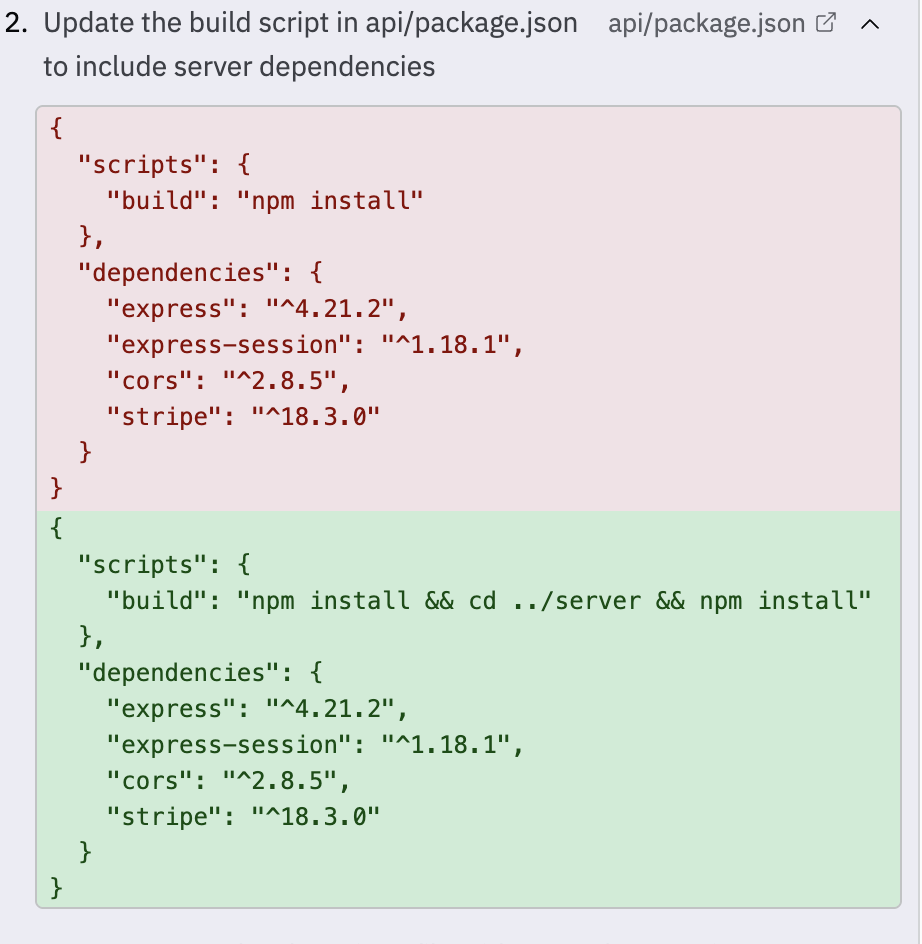 2. Update the build script in api/package.json api/package.json
to include server dependencies
{
  "scripts": {
    "build": "npm install"
  },
  "dependencies": {
    "express": "^4.21.2",
    "express-session": "^1.18.1",
    "cors": "^2.8.5",
    "stripe": "^18.3.0"
  }
}
{
  "scripts": {
    "build": "npm install && cd ../server && npm install"
  },
  "dependencies": {
    "express": "^4.21.2",
    "express-session": "^1.18.1",
    "cors": "^2.8.5",
    "stripe": "^18.3.0"
  }
}